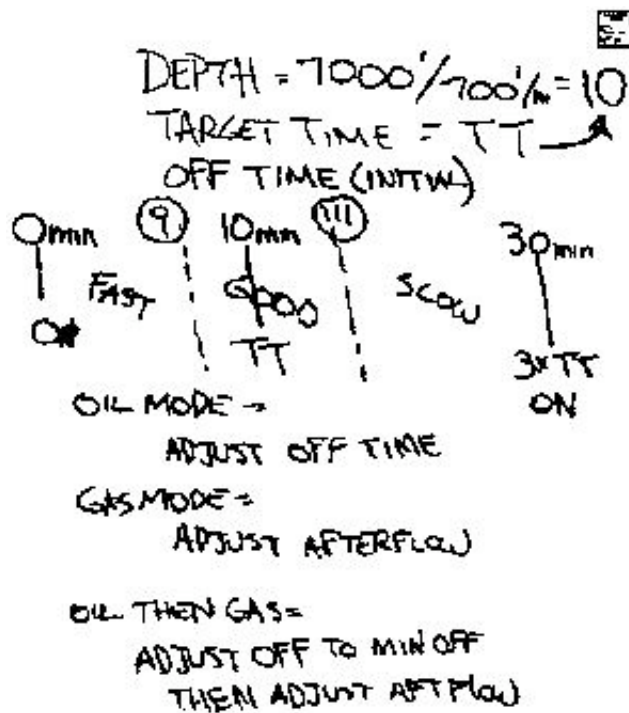 DEPTH = 7000'/700'/m = 10
TARGET TIME = TT
OFF TIME (INITIAL)
0min 9 10min 11 30min
FAST GOOD SLOW
ON TT 3xTT
ON
OIL MODE =
ADJUST OFF TIME
GAS MODE =
ADJUST AFTERFLOW
OIL THEN GAS =
ADJUST OFF TO MIN OFF
THEN ADJUST AFTFLOW